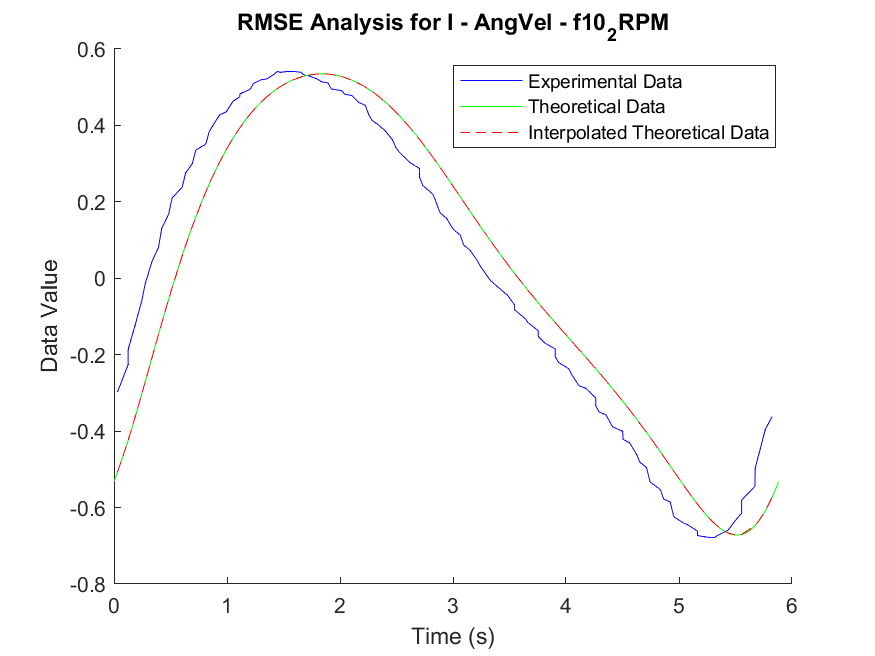 RMSE Analysis for I - AngVel - f10₂RPM
Experimental Data
Theoretical Data
Interpolated Theoretical Data
0.6
0.4
0.2
0
-0.2
-0.4
-0.6
-0.8
Data Value
0 1 2 3 4 5 6
Time (s)